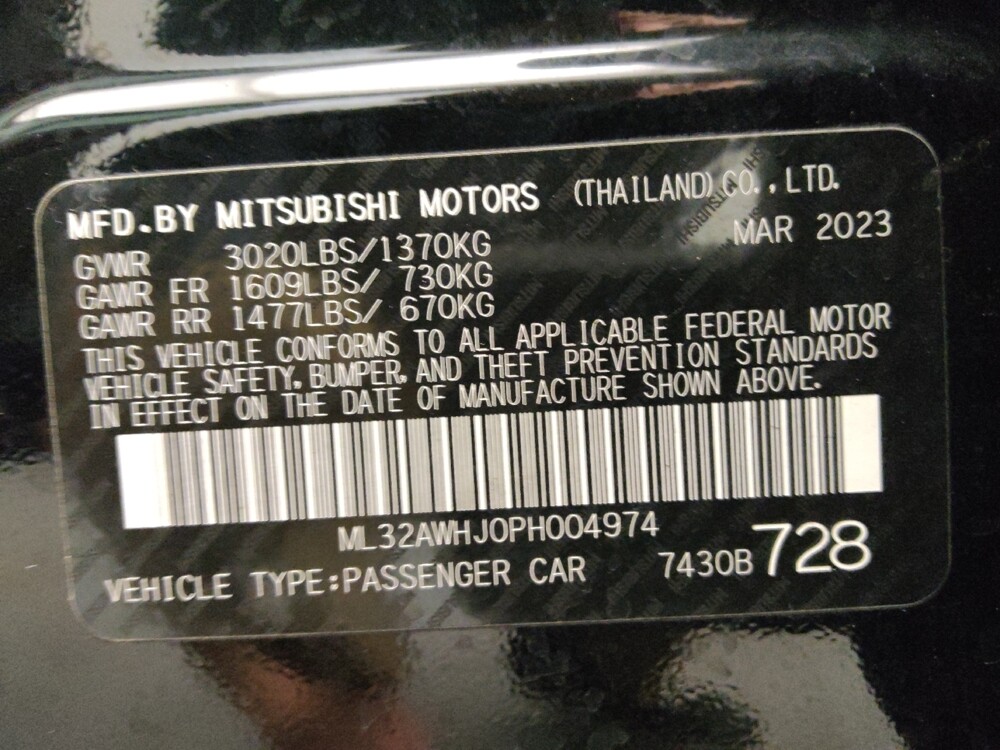 MFD.BY MITSUBISHI MOTORS (THAILAND) CO.,LTD.
GVWR 3020LBS/1370KG MAR 2023
GAWR FR 1609LBS/ 730KG
GAWR RR 1477LBS/ 670KG
THIS VEHICLE CONFORMS TO ALL APPLICABLE FEDERAL MOTOR
VEHICLE SAFETY, BUMPER, AND THEFT PREVENTION STANDARDS
IN EFFECT ON THE DATE OF MANUFACTURE SHOWN ABOVE.
ML32AWHJ0PH004974
VEHICLE TYPE:PASSENGER CAR 7430B 728